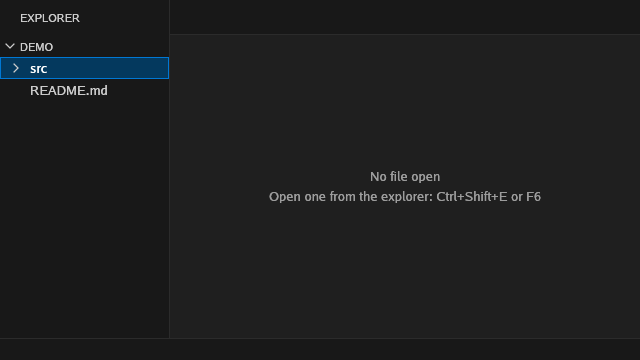 EXPLORER
DEMO
src
README.md
No file open
Open one from the explorer: Ctrl+Shift+E or F6